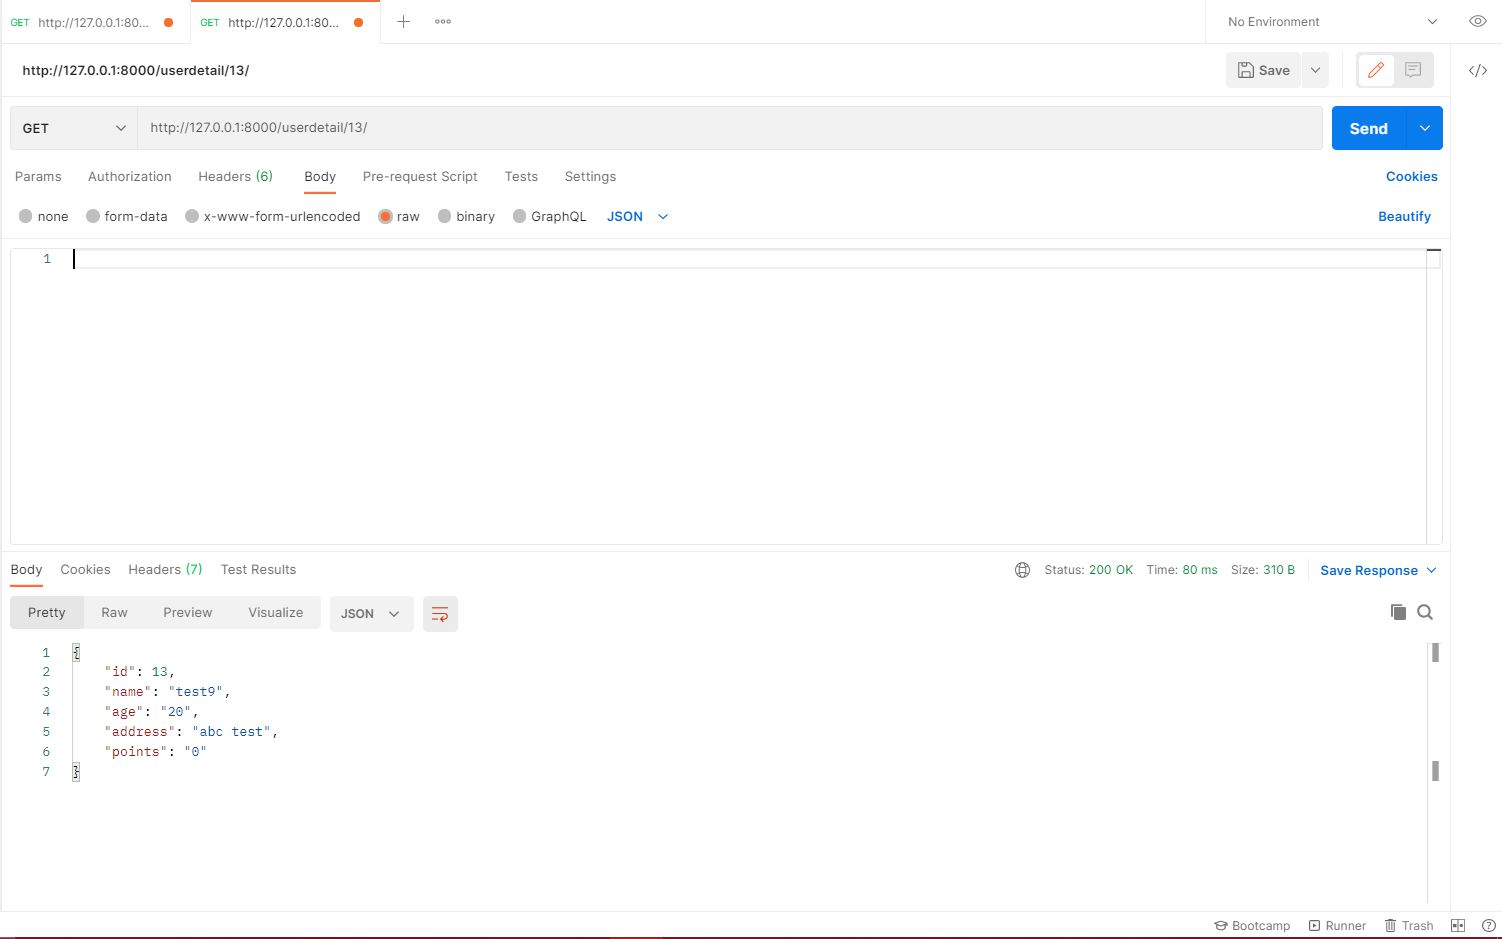 GET http://127.0.0.1:80... GET http://127.0.0.1:80... No Environment
http://127.0.0.1:8000/userdetail/13/ Save
GET http://127.0.0.1:8000/userdetail/13/ Send
Params Authorization Headers (6) Body Pre-request Script Tests Settings Cookies
none form-data x-www-form-urlencoded raw binary GraphQL JSON Beautify
1
Body Cookies Headers (7) Test Results Status: 200 OK Time: 80 ms Size: 310 B Save Response
Pretty Raw Preview Visualize JSON
1 {
2 "id": 13,
3 "name": "test9",
4 "age": "20",
5 "address": "abc test",
6 "points": "0"
7 }
Bootcamp Runner Trash